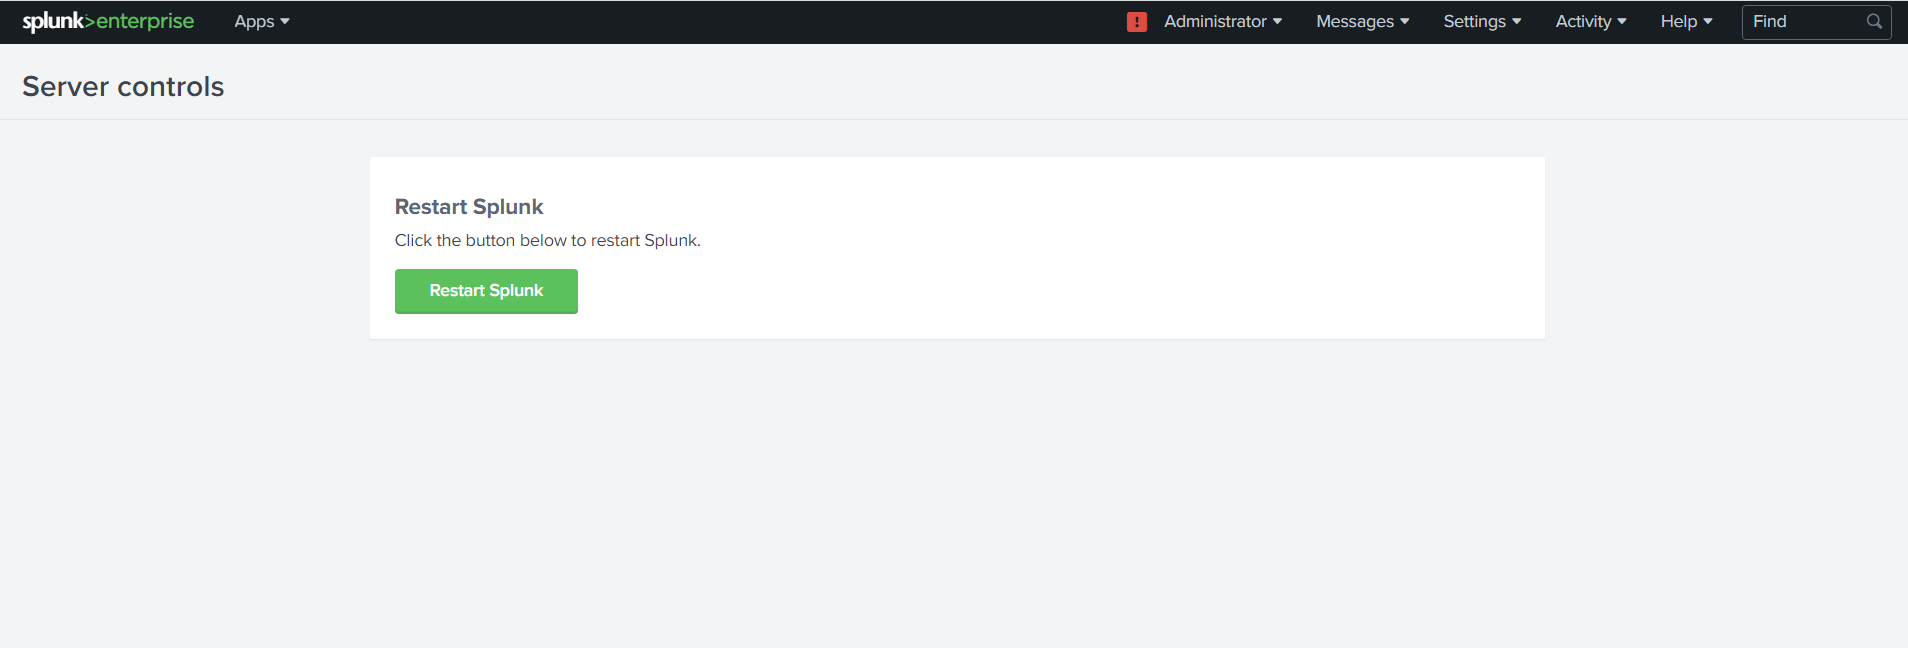 splunk>enterprise Apps Administrator Messages Settings Activity Help Find
Server controls
Restart Splunk
Click the button below to restart Splunk.
Restart Splunk